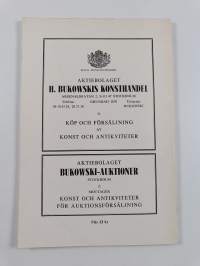 AKTIEBOLAGET
H. BUKOWSKIS KONSTHANDEL
STOCKHOLM
KÖP OCH FÖRSÄLJNING
AV
KONST OCH ANTIKVITETER
AKTIEBOLAGET
BUKOWSKI-AUKTIONER
STOCKHOLM
MOTTAGER
KONST OCH ANTIKVITETER
FÖR AUKTIONSFÖRSÄLJNING